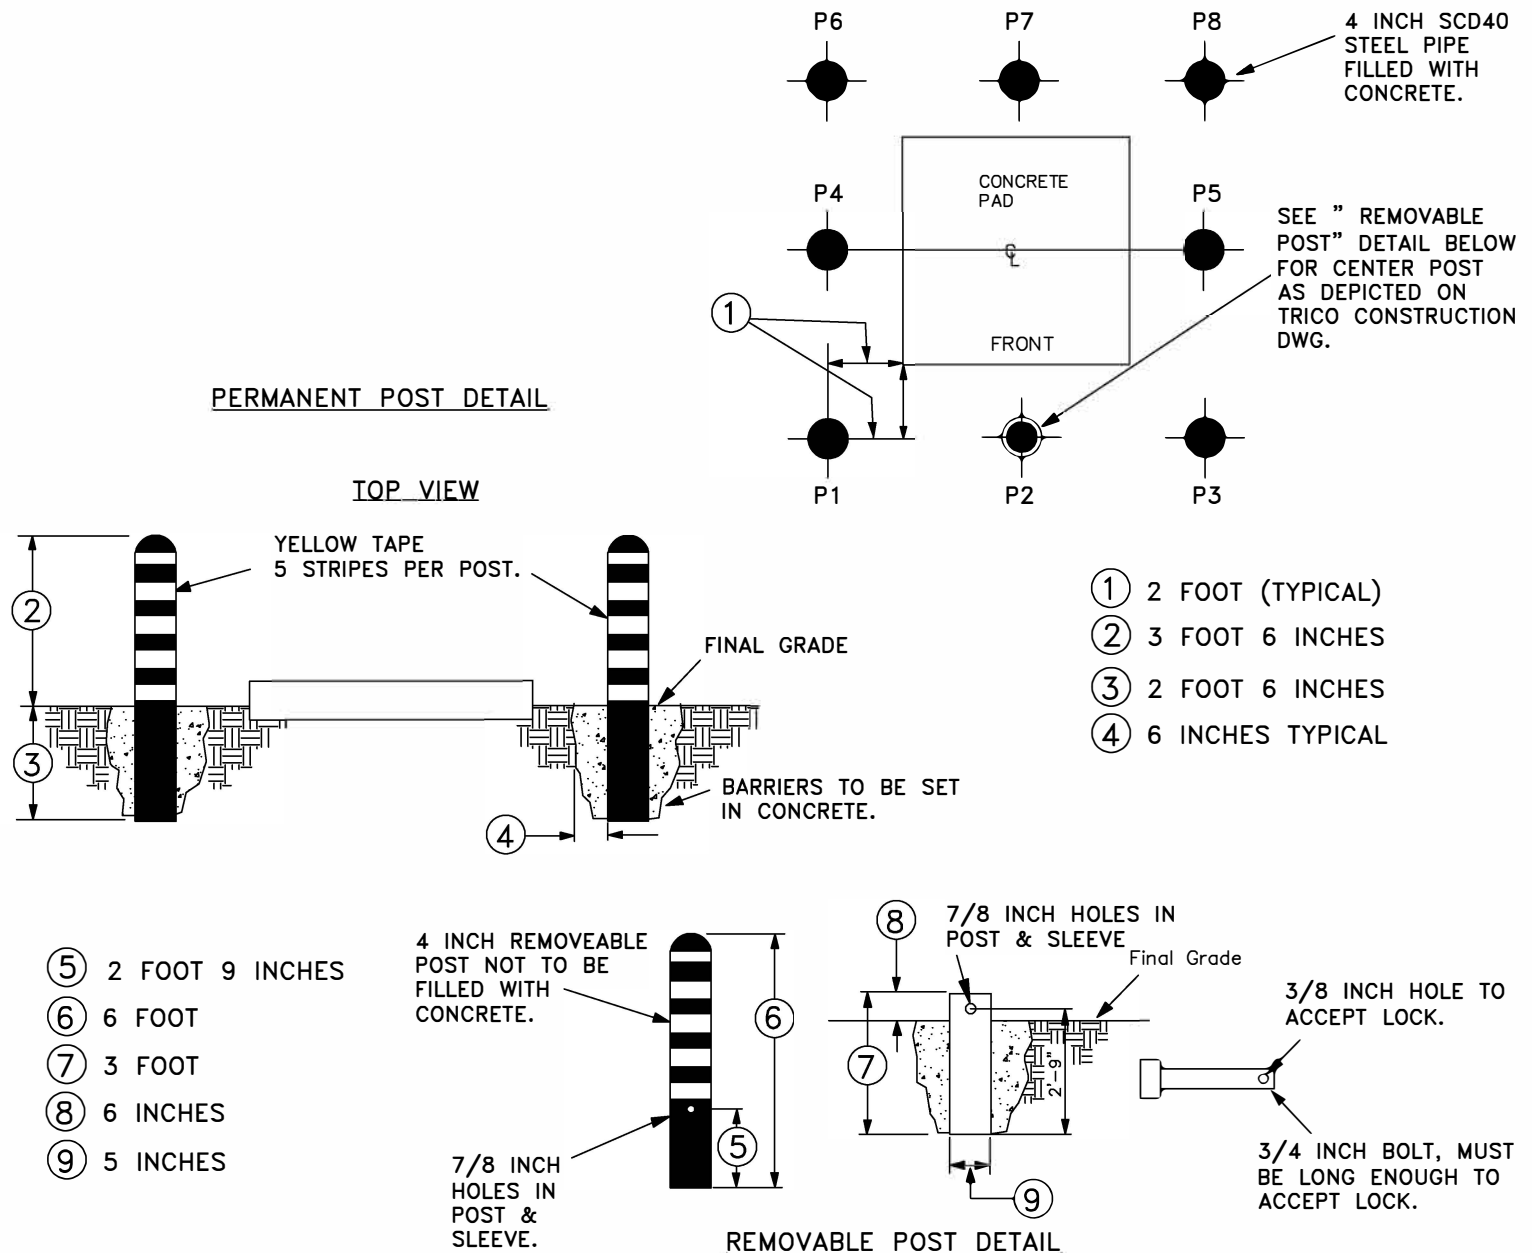 P6
P7
P8
4 INCH SCD40
STEEL PIPE
FILLED WITH
CONCRETE.
CONCRETE
PAD
P4
P5
SEE " REMOVABLE
POST" DETAIL BELOW
FOR CENTER POST
AS DEPICTED ON
TRICO CONSTRUCTION
DWG.
CL
1
FRONT
PERMANENT POST DETAIL
P1
P2
P3
TOP VIEW
YELLOW TAPE
5 STRIPES PER POST.
2
FINAL GRADE
3
BARRIERS TO BE SET
IN CONCRETE.
4
1 2 FOOT (TYPICAL)
2 3 FOOT 6 INCHES
3 2 FOOT 6 INCHES
4 6 INCHES TYPICAL
5 2 FOOT 9 INCHES
6 6 FOOT
7 3 FOOT
8 6 INCHES
9 5 INCHES
4 INCH REMOVEABLE
POST NOT TO BE
FILLED WITH
CONCRETE.
6
5
7/8 INCH
HOLES IN
POST &
SLEEVE.
8
7/8 INCH HOLES IN
POST & SLEEVE
Final Grade
7
2'-9"
9
3/8 INCH HOLE TO
ACCEPT LOCK.
3/4 INCH BOLT, MUST
BE LONG ENOUGH TO
ACCEPT LOCK.
REMOVABLE POST DETAIL